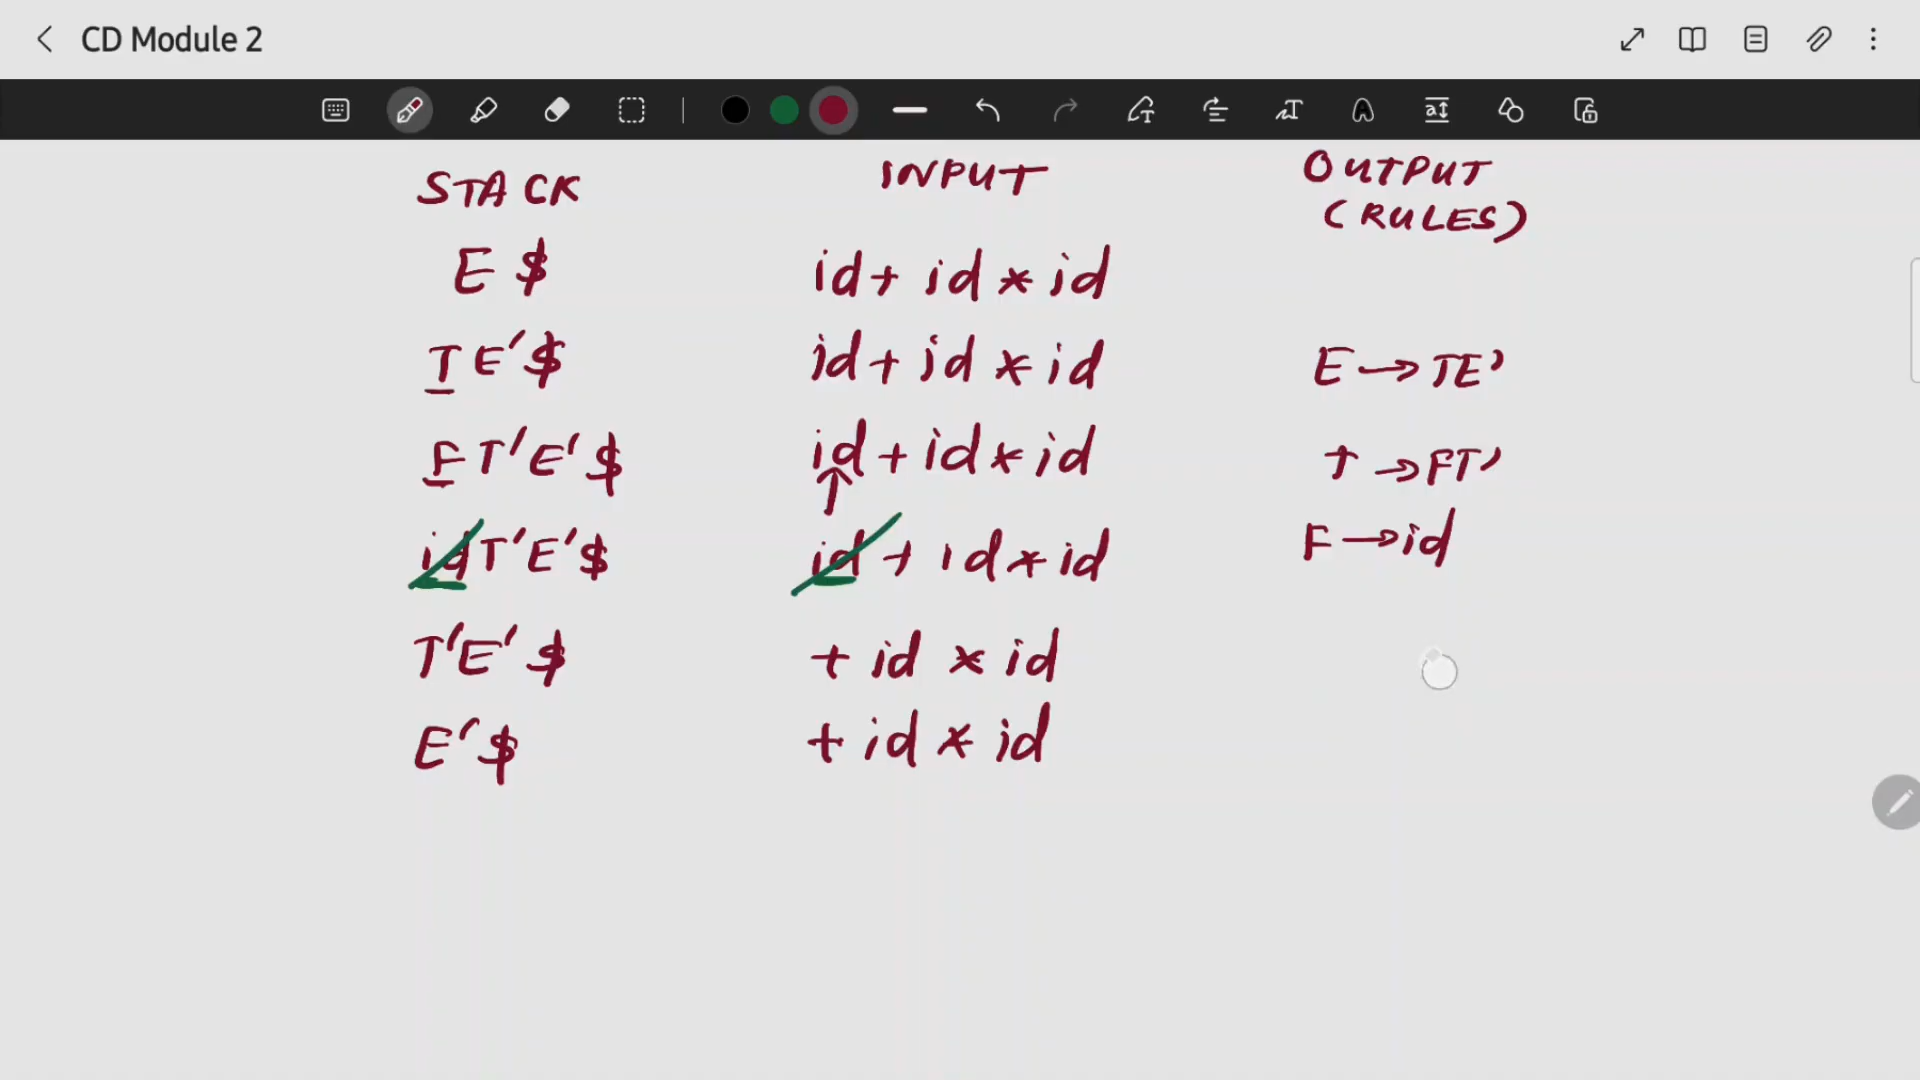 CD Module 2
STACK INPUT OUTPUT
(RULES)
E $ id + id * id
T E' $ id + id * id E → TE'
F T' E' $ id + id * id T → FT'
id T' E' $ id + id * id F → id
T' E' $ + id * id
E' $ + id * id